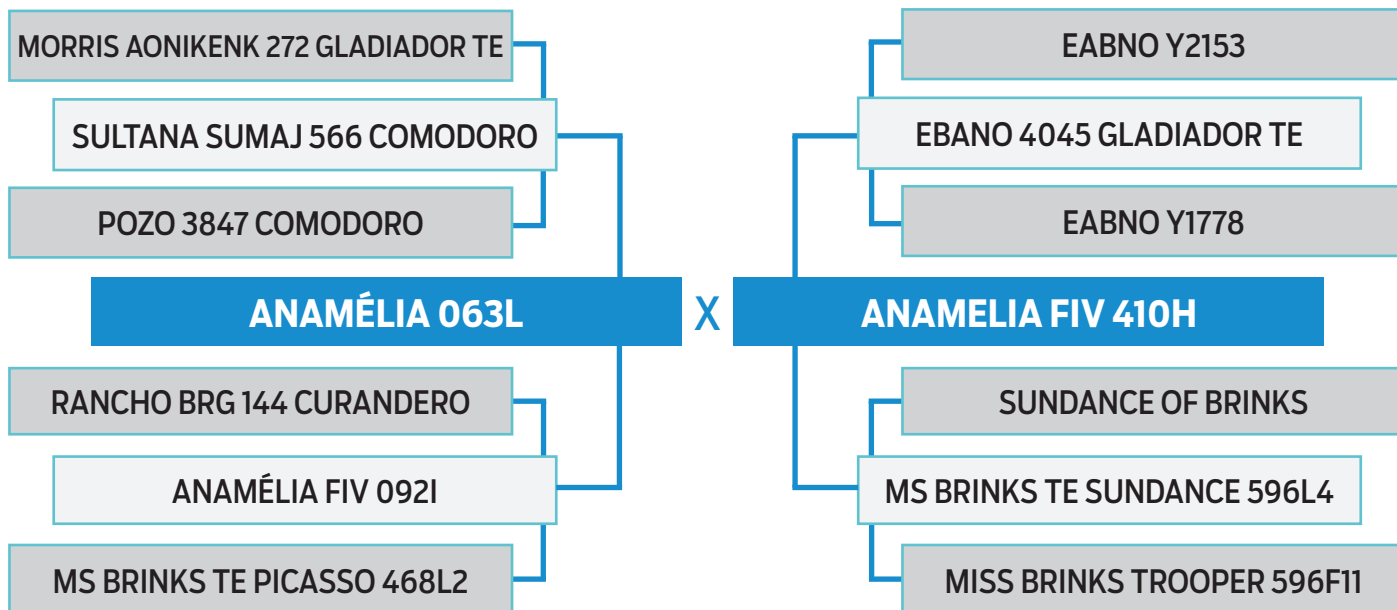 MORRIS AONIKENK 272 GLADIADOR TE
SULTANA SUMAJ 566 COMODORO
POZO 3847 COMODORO
ANAMÉLIA 063L
RANCHO BRG 144 CURANDERO
ANAMÉLIA FIV 092I
MS BRINKS TE PICASSO 468L2
X
EABNO Y2153
EBANO 4045 GLADIADOR TE
EABNO Y1778
ANAMELIA FIV 410H
SUNDANCE OF BRINKS
MS BRINKS TE SUNDANCE 596L4
MISS BRINKS TROOPER 596F11